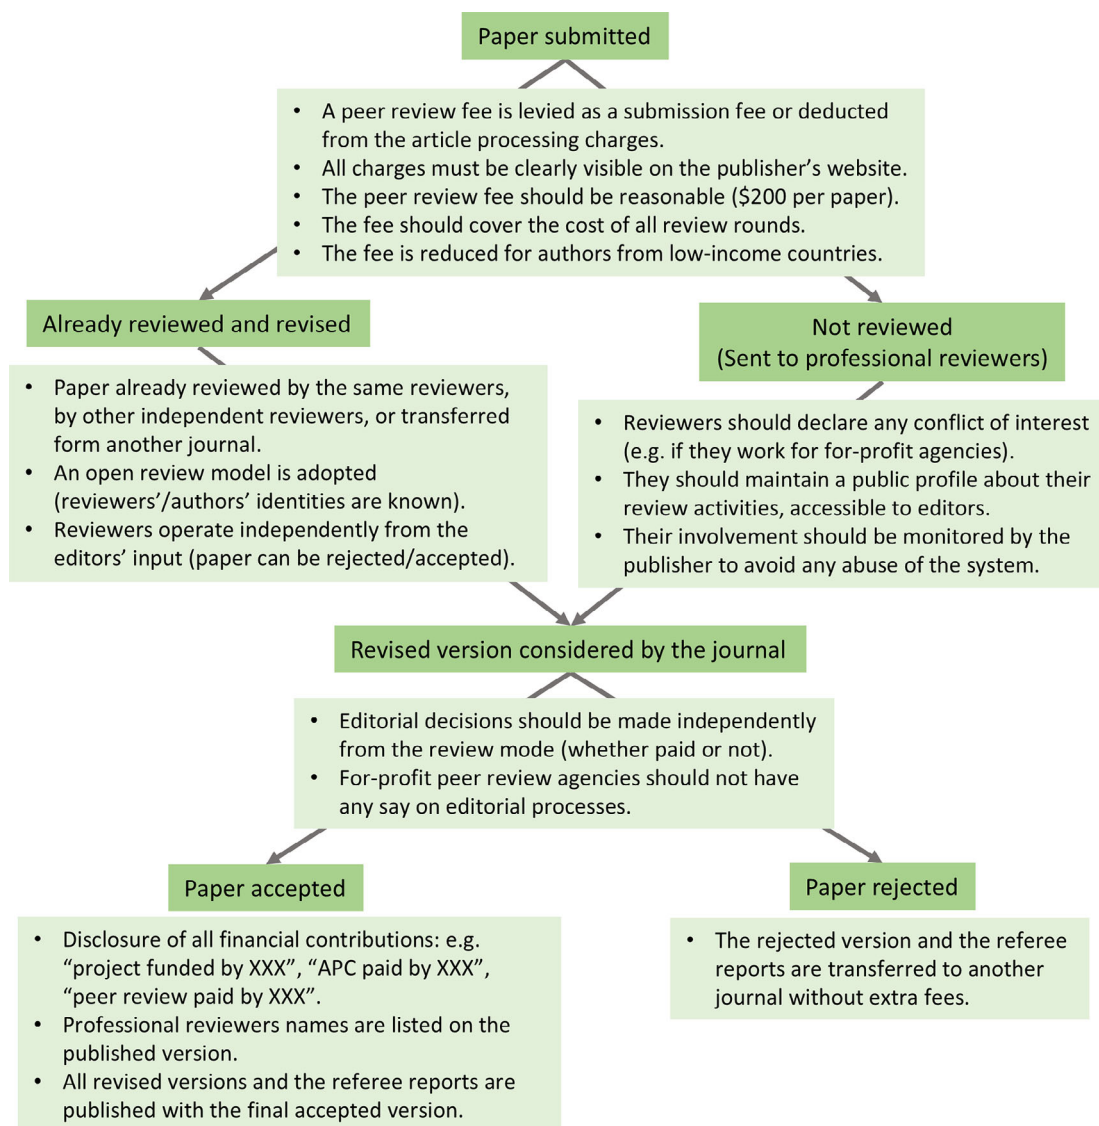 Paper submitted
• A peer review fee is levied as a submission fee or deducted
from the article processing charges.
• All charges must be clearly visible on the publisher’s website.
• The peer review fee should be reasonable ($200 per paper).
• The fee should cover the cost of all review rounds.
• The fee is reduced for authors from low-income countries.
Already reviewed and revised
• Paper already reviewed by the same reviewers,
by other independent reviewers, or transferred
form another journal.
• An open review model is adopted
(reviewers’/authors’ identities are known).
• Reviewers operate independently from the
editors’ input (paper can be rejected/accepted).
Not reviewed
(Sent to professional reviewers)
• Reviewers should declare any conflict of interest
(e.g. if they work for for-profit agencies).
• They should maintain a public profile about their
review activities, accessible to editors.
• Their involvement should be monitored by the
publisher to avoid any abuse of the system.
Revised version considered by the journal
• Editorial decisions should be made independently
from the review mode (whether paid or not).
• For-profit peer review agencies should not have
any say on editorial processes.
Paper accepted
• Disclosure of all financial contributions: e.g.
“project funded by XXX”, “APC paid by XXX”,
“peer review paid by XXX”.
• Professional reviewers names are listed on the
published version.
• All revised versions and the referee reports are
published with the final accepted version.
Paper rejected
• The rejected version and the referee
reports are transferred to another
journal without extra fees.